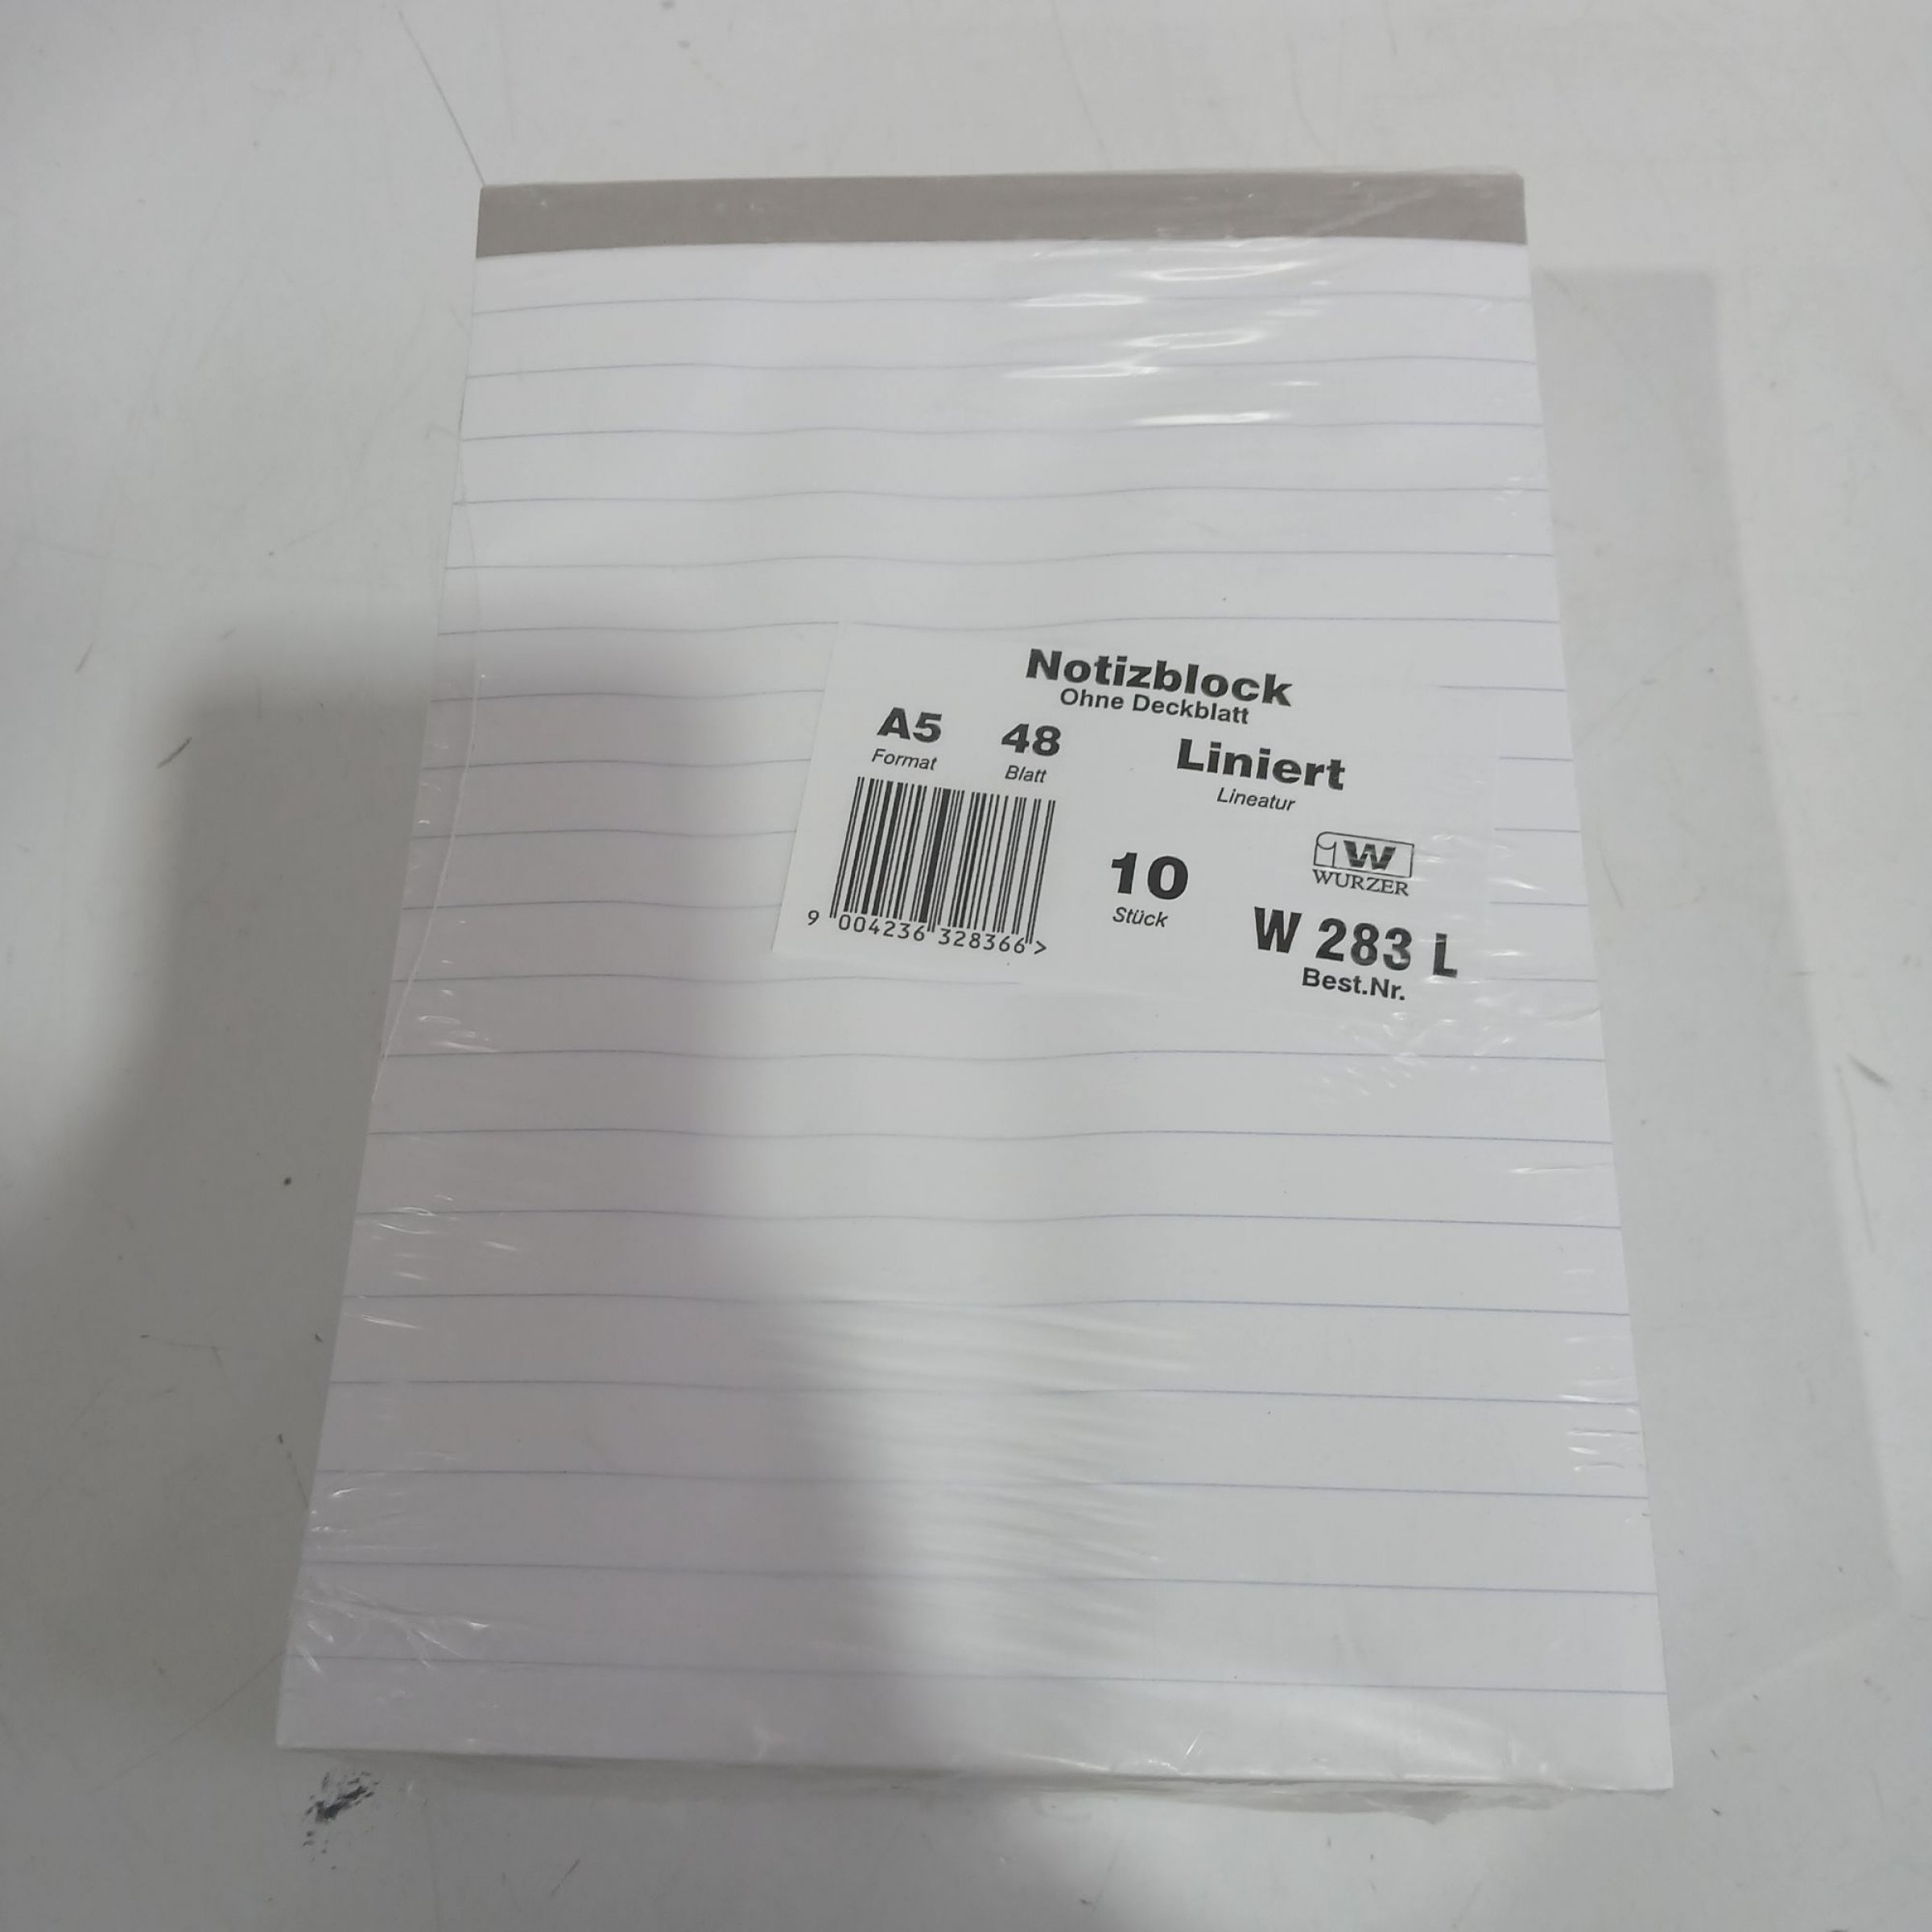 Notizblock
Ohne Deckblatt
A5 48 Liniert
Format Blatt Lineatur
10
Stück
W
WURZER
W 283 L
Best.Nr.
9 004236 328366 >